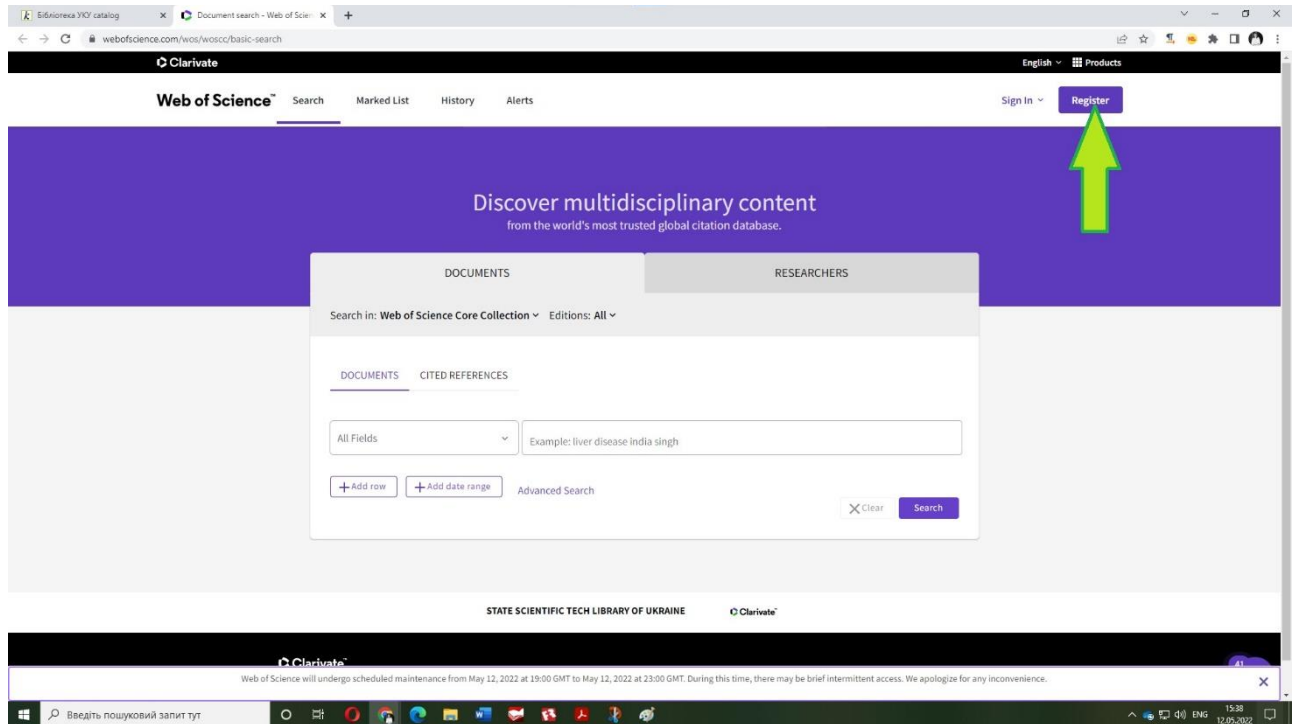 Бібліотека УКУ catalog
Document search - Web of Scien
webofscience.com/wos/woscc/basic-search
Clarivate
English
Products
Web of Science™
Search
Marked List
History
Alerts
Sign In
Register
Discover multidisciplinary content
from the world's most trusted global citation database.
DOCUMENTS
RESEARCHERS
Search in: Web of Science Core Collection Editions: All
DOCUMENTS
CITED REFERENCES
All Fields
Example: liver disease india singh
+Add row
+Add date range
Advanced Search
Clear
Search
STATE SCIENTIFIC TECH LIBRARY OF UKRAINE
Clarivate™
Clarivate™
41
Web of Science will undergo scheduled maintenance from May 12, 2022 at 19:00 GMT to May 12, 2022 at 23:00 GMT. During this time, there may be brief intermittent access. We apologize for any inconvenience.
Введіть пошуковий запит тут
ENG
15:38
12.05.2022